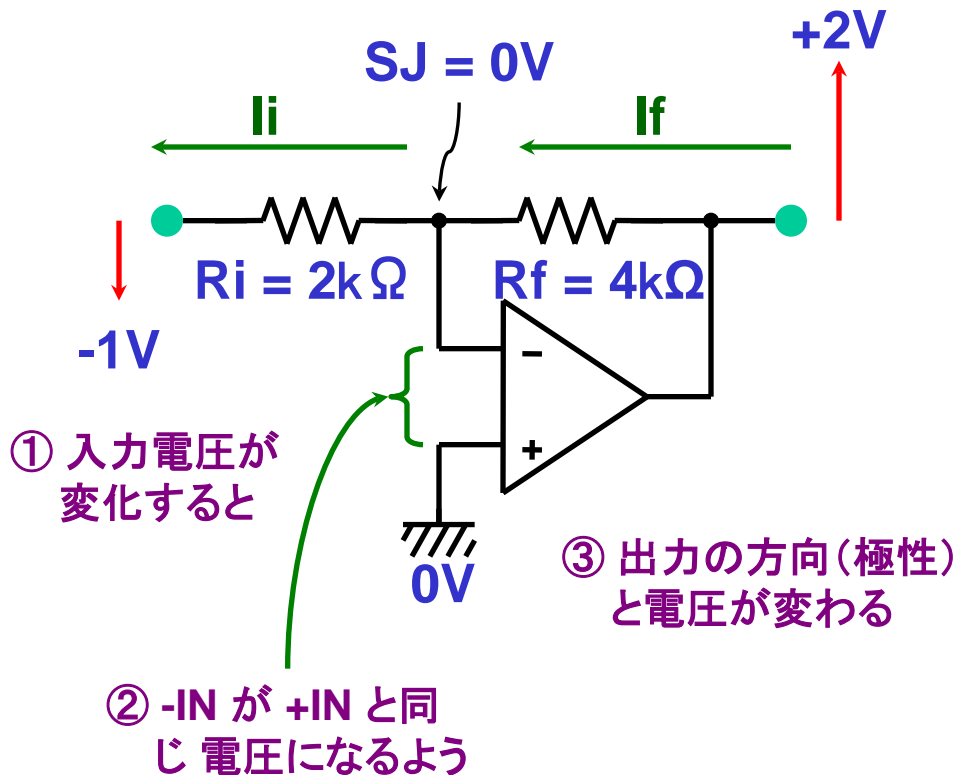 +2V
SJ = 0V
Ii
If
Ri = 2kΩ
Rf = 4kΩ
-1V
-
+
① 入力電圧が
変化すると
0V
③ 出力の方向(極性)
と電圧が変わる
② -IN が +IN と同
じ 電圧になるよう